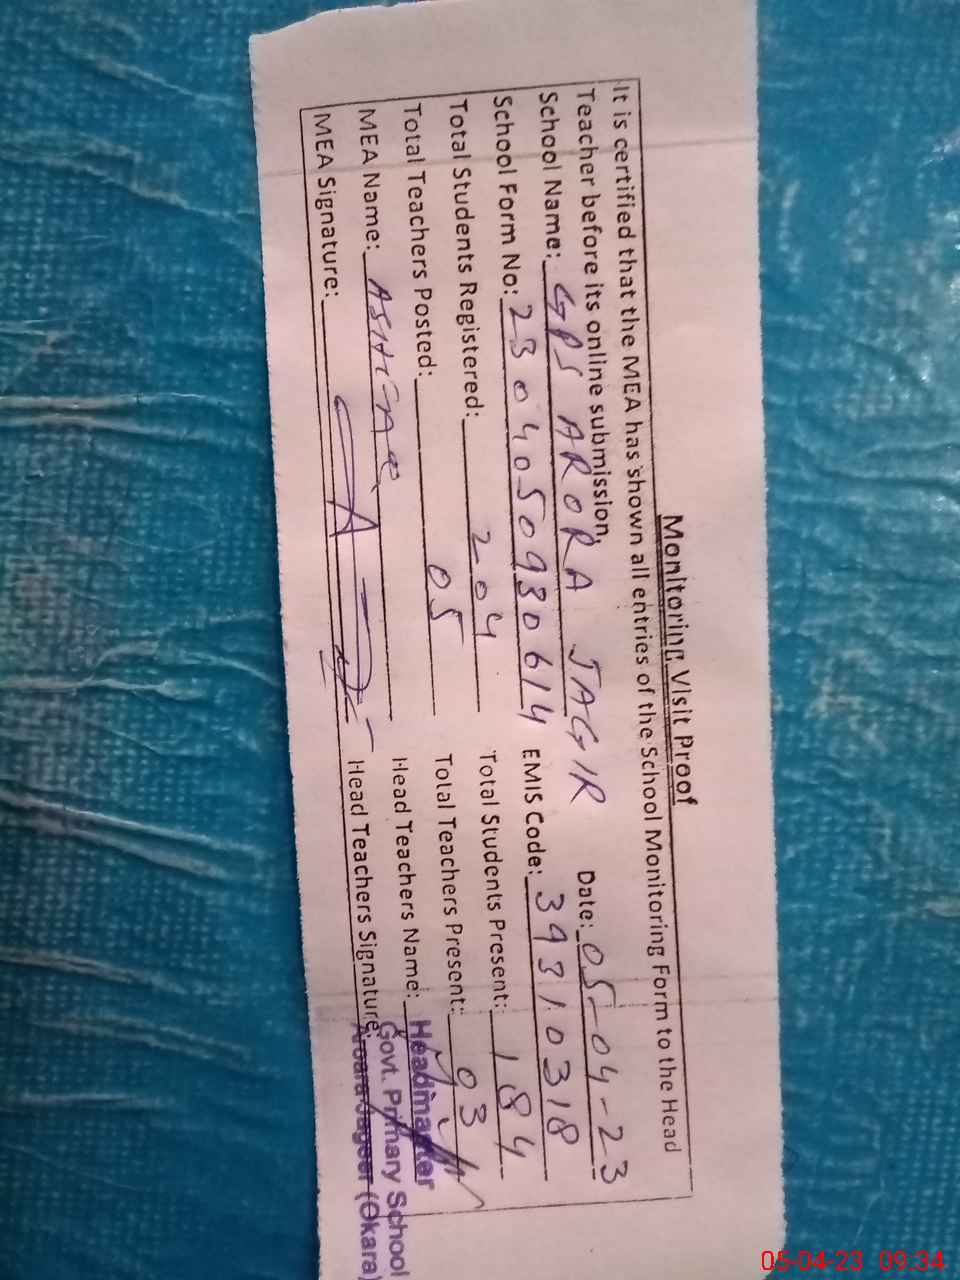 Monitoring Visit Proof
It is certified that the MEA has shown all entries of the School Monitoring Form to the Head
Teacher before its online submission. Date: 05-04-23
School Name: GPS ARORA JAGIR
School Form No: 2304050930614 EMIS Code: 39310318
Total Students Registered: 204 Total Students Present: 184
Total Teachers Posted: 05 Total Teachers Present: 03
MEA Name: Head Teachers Name:
MEA Signature: Head Teachers Signature:
Headmaster
Govt. Primary School
(Okara)
05-04-23 09:34